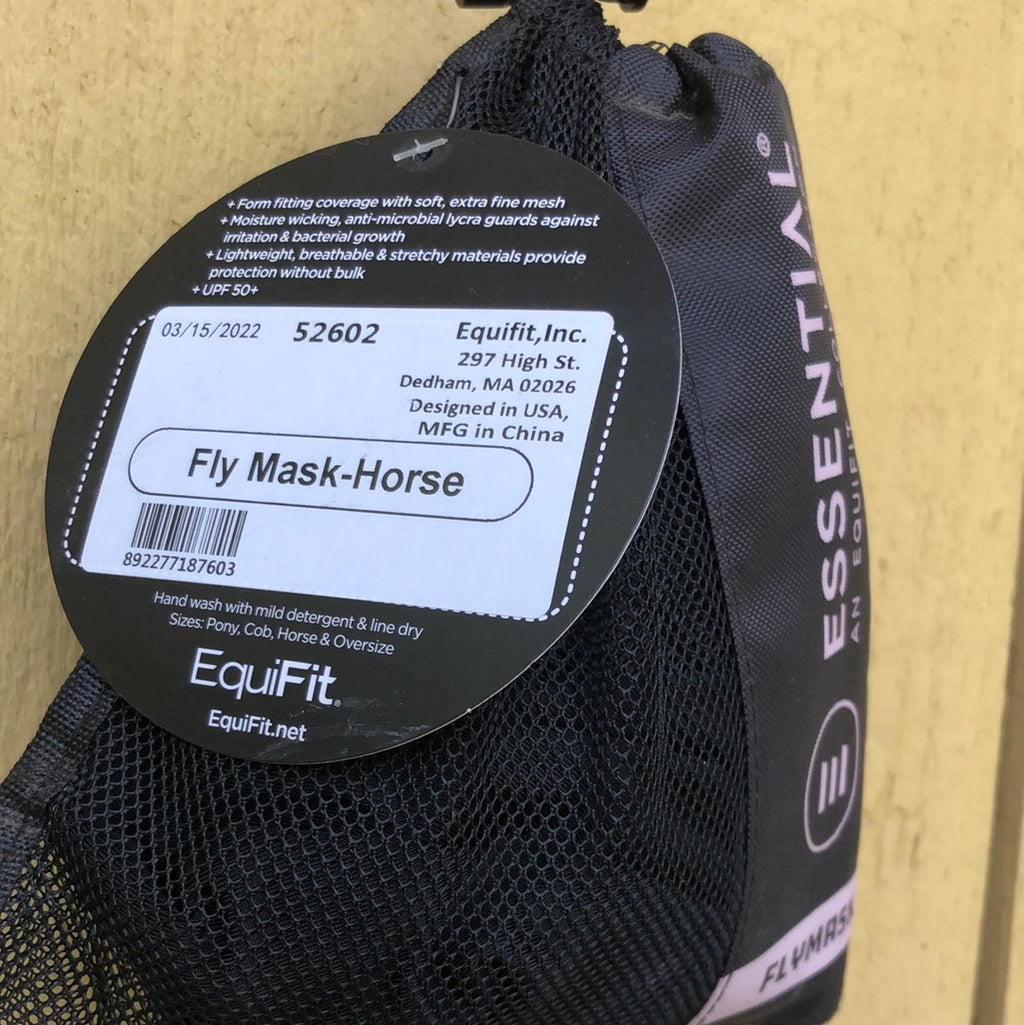 + Form fitting coverage with soft, extra fine mesh
+ Moisture wicking, anti-microbial lycra guards against
irritation & bacterial growth
+ Lightweight, breathable & stretchy materials provide
protection without bulk
+ UPF 50+
03/15/2022 52602 Equifit,Inc.
297 High St.
Dedham, MA 02026
Designed in USA,
MFG in China
Fly Mask-Horse
892277187603
Hand wash with mild detergent & line dry
Sizes: Pony, Cob, Horse & Oversize
EquiFit®
EquiFit.net
ESSENTIAL®
AN EQUIFIT
FLYMASK